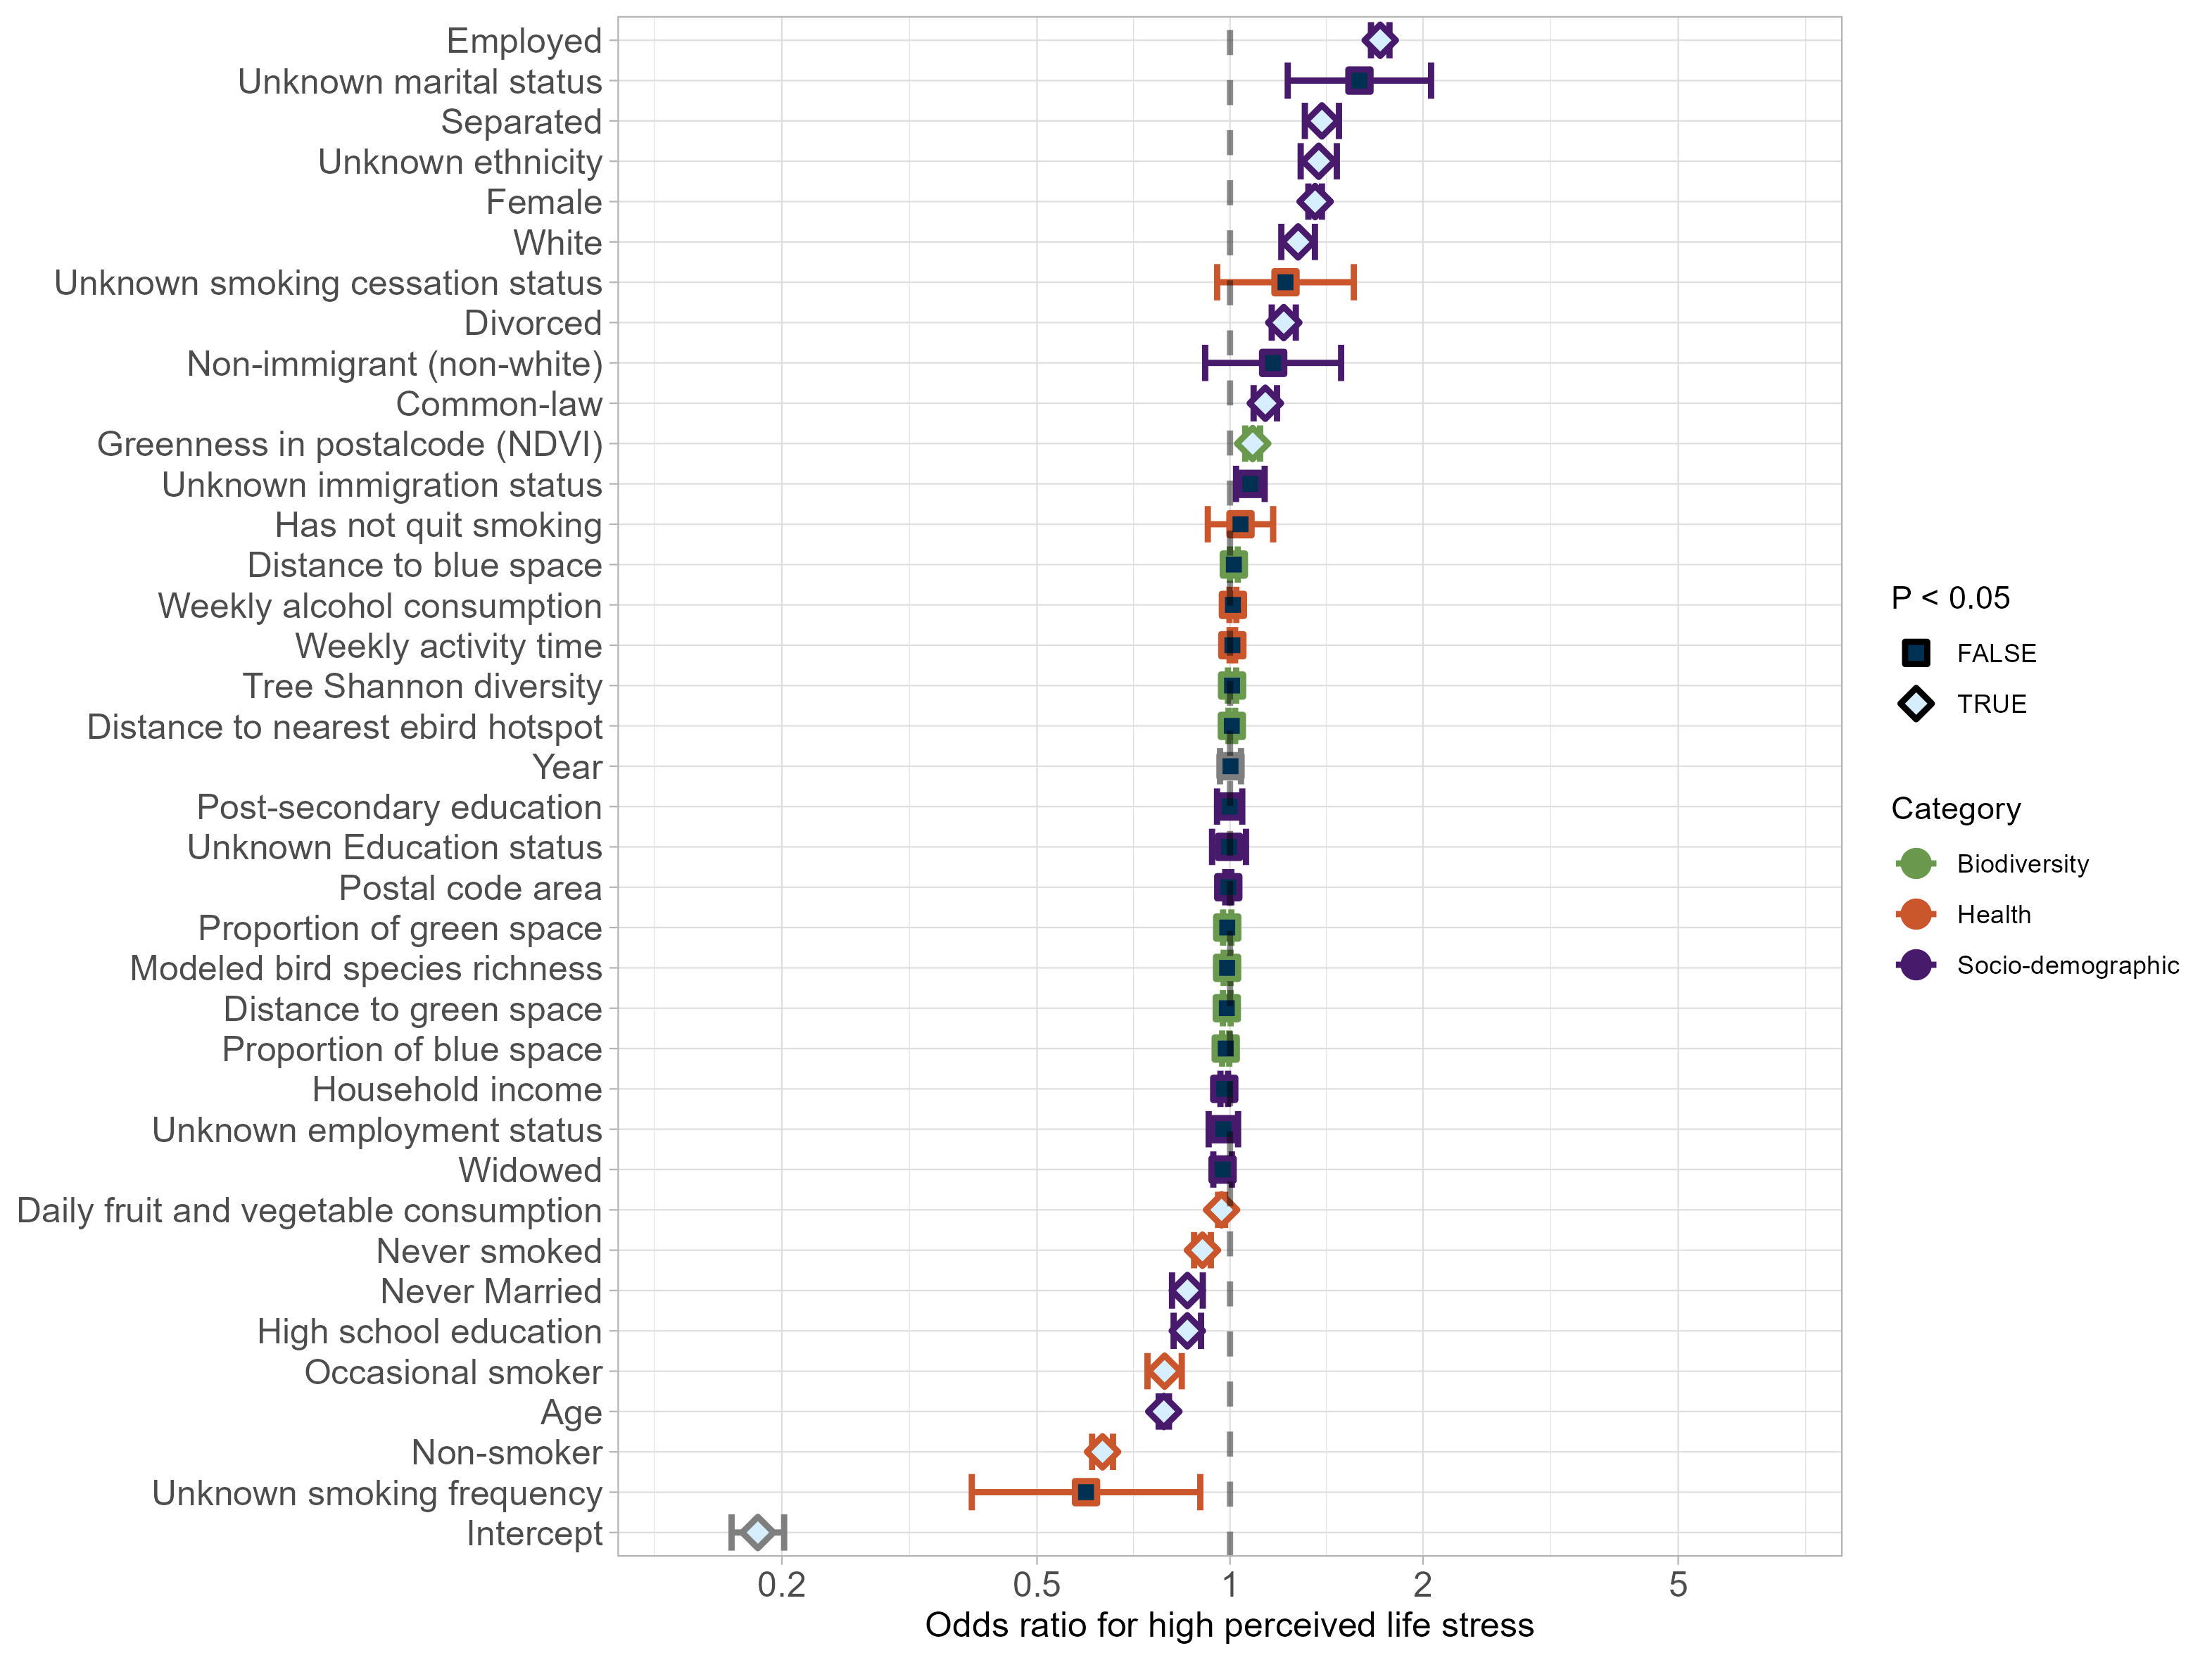 Employed
Unknown marital status
Separated
Unknown ethnicity
Female
White
Unknown smoking cessation status
Divorced
Non-immigrant (non-white)
Common-law
Greenness in postalcode (NDVI)
Unknown immigration status
Has not quit smoking
Distance to blue space
Weekly alcohol consumption
Weekly activity time
Tree Shannon diversity
Distance to nearest ebird hotspot
Year
Post-secondary education
Unknown Education status
Postal code area
Proportion of green space
Modeled bird species richness
Distance to green space
Proportion of blue space
Household income
Unknown employment status
Widowed
Daily fruit and vegetable consumption
Never smoked
Never Married
High school education
Occasional smoker
Age
Non-smoker
Unknown smoking frequency
Intercept
0.2 0.5 1 2 5
Odds ratio for high perceived life stress
P < 0.05
FALSE
TRUE
Category
Biodiversity
Health
Socio-demographic